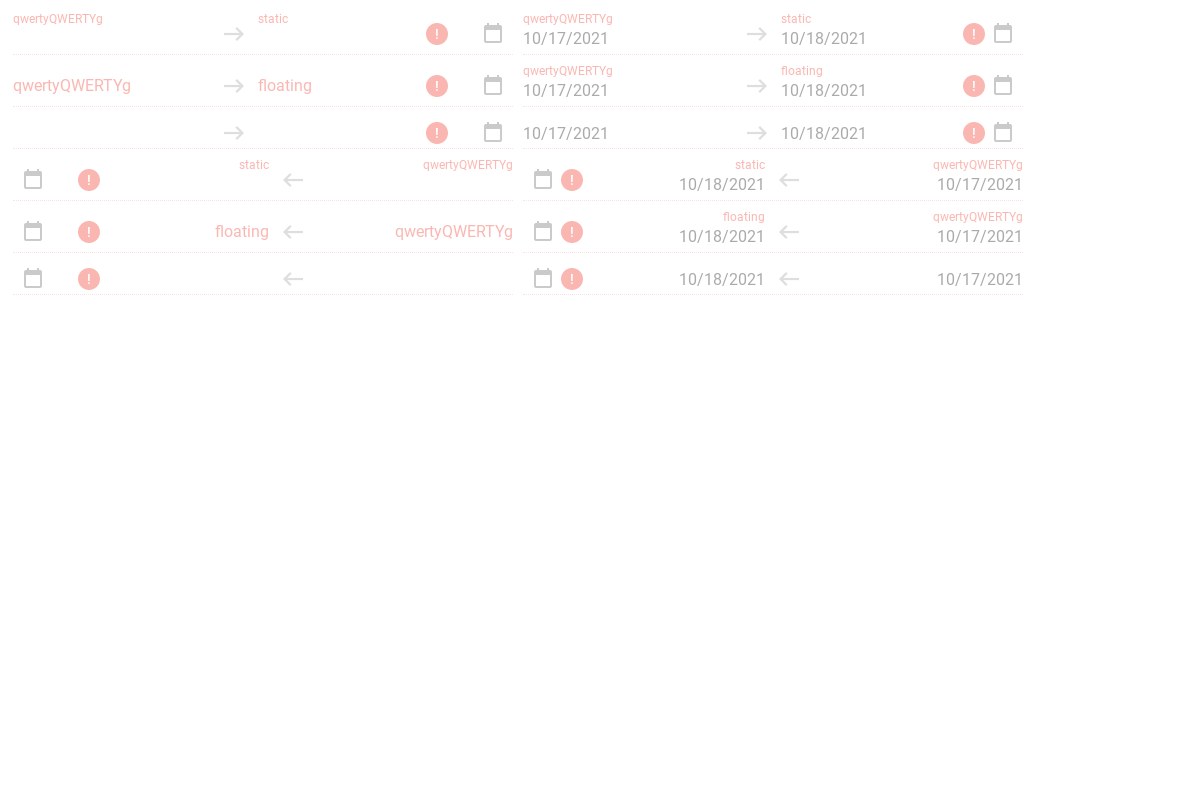 qwertyQWERTYg static qwertyQWERTYg static
10/17/2021 10/18/2021
qwertyQWERTYg floating
qwertyQWERTYg floating 10/17/2021 10/18/2021
10/17/2021 10/18/2021
static qwertyQWERTYg static qwertyQWERTYg
10/18/2021 10/17/2021
floating qwertyQWERTYg
floating qwertyQWERTYg 10/18/2021 10/17/2021
10/18/2021 10/17/2021